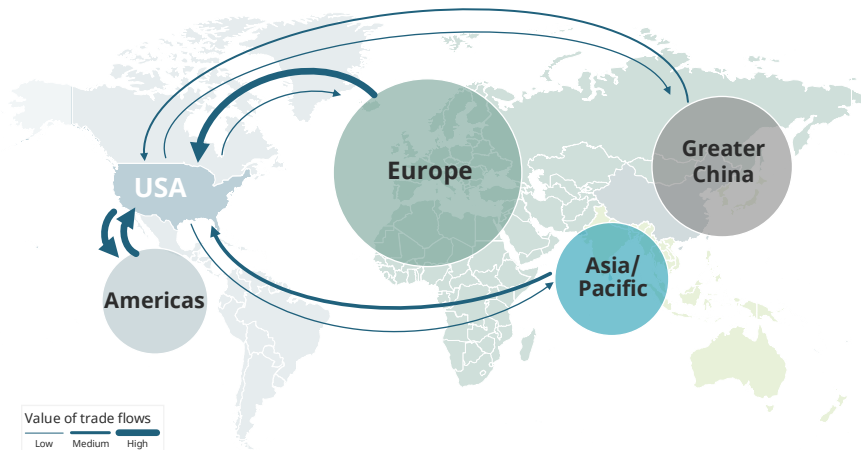 USA
Europe
Greater
China
Americas
Asia/
Pacific
Value of trade flows
Low Medium High